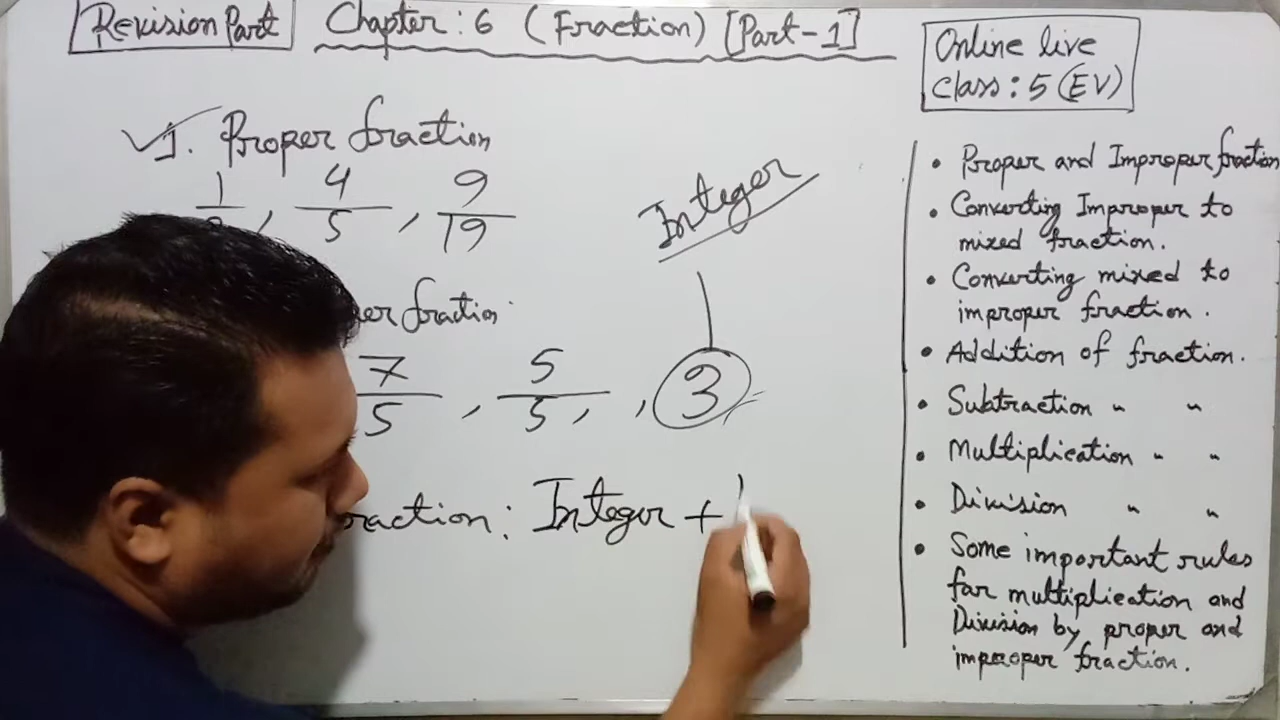 Revision Part
Chapter : 6 (Fraction) [Part-1]
1. Proper fraction
1 , 4/5 , 9/19
Integer
fraction
7/5 , 5/5 , , 3
fraction : Integer +
Online live
class : 5 (EV)
• Proper and Improper fraction
• Converting Improper to
mixed fraction.
• Converting mixed to
improper fraction.
• Addition of fraction.
• Subtraction " "
• Multiplication " "
• Division " "
• Some important rules
for multiplication and
Division by proper and
improper fraction.